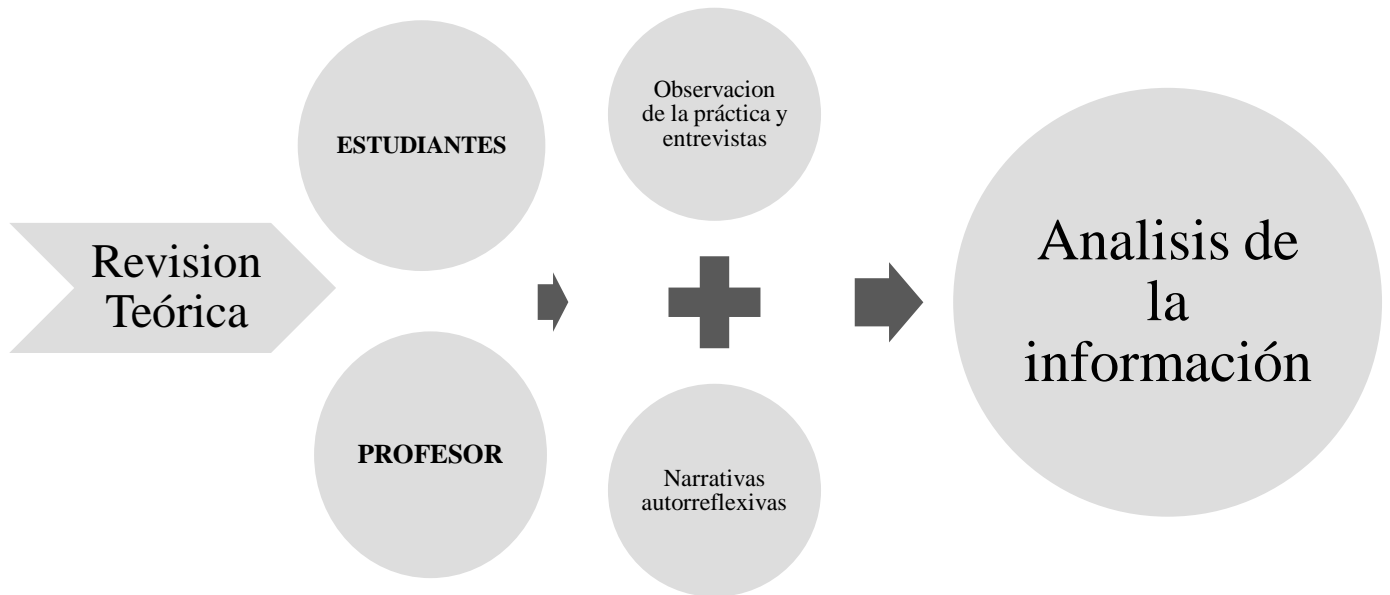 Revision
Teórica
ESTUDIANTES
PROFESOR
Observacion
de la práctica y
entrevistas
Narrativas
autorreflexivas
Analisis de
la
información